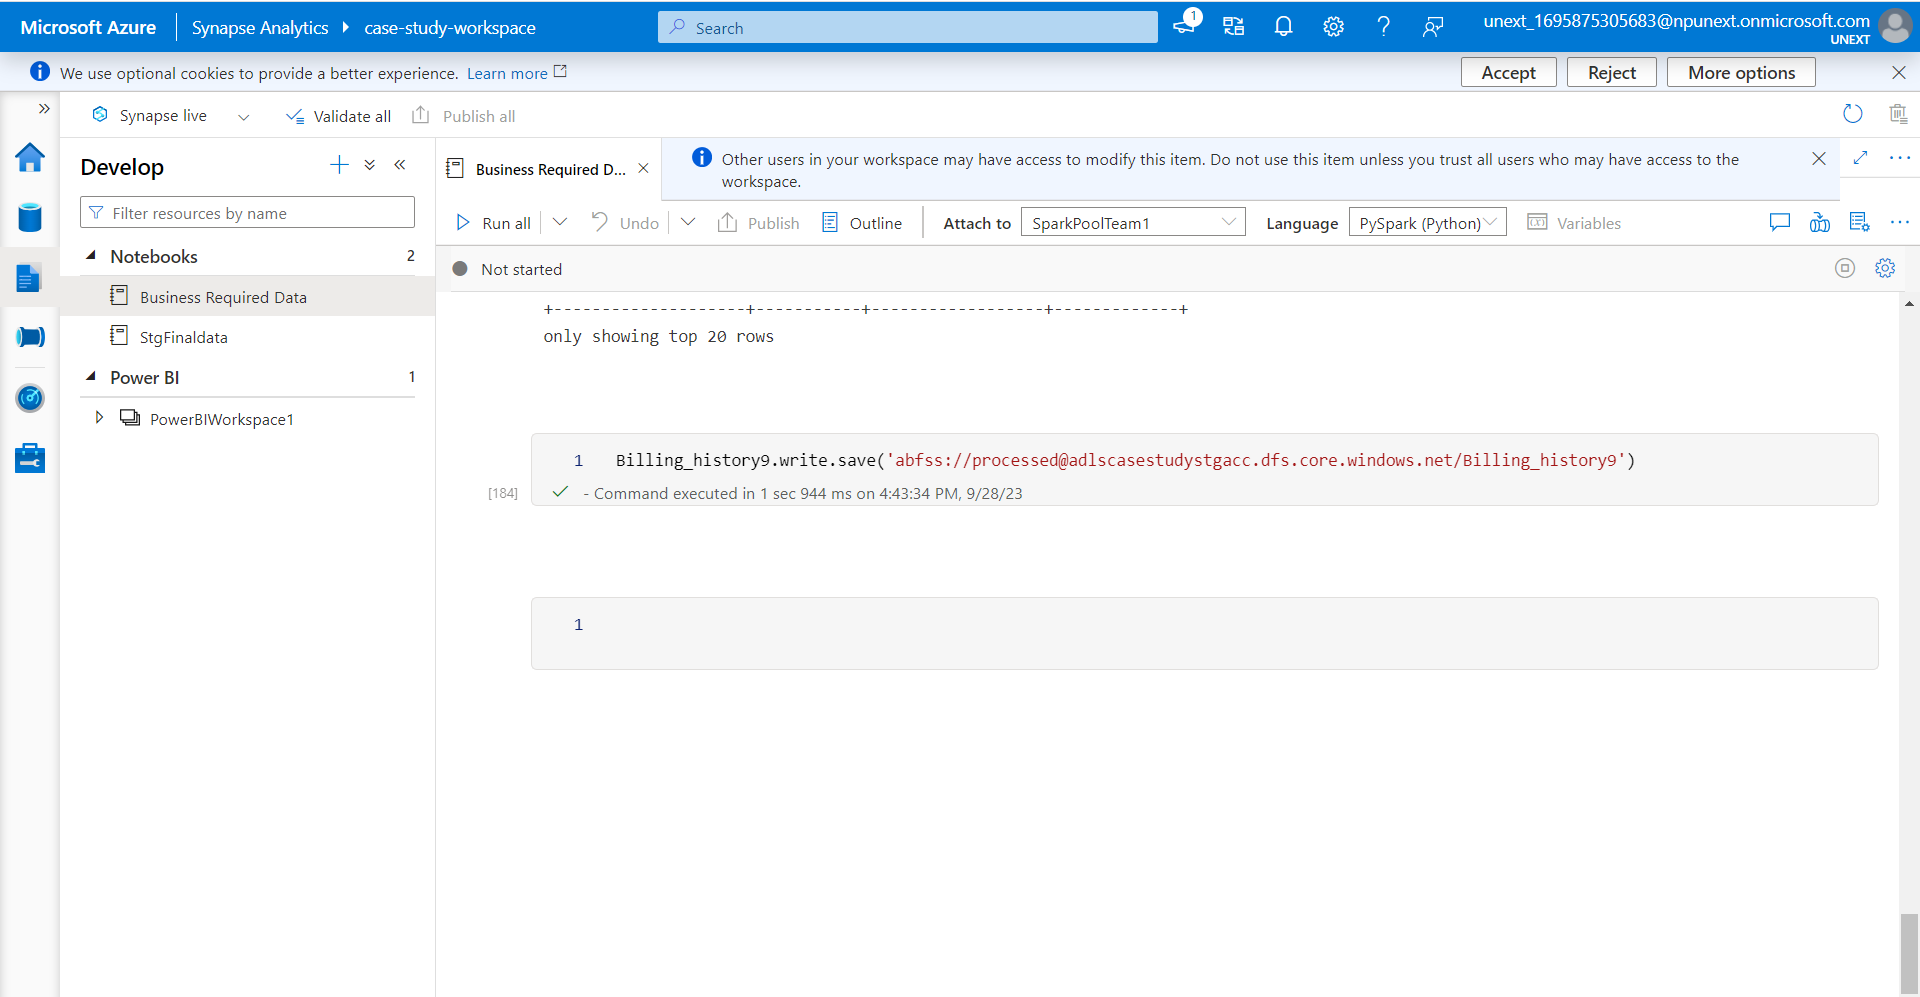 Microsoft Azure
Synapse Analytics
case-study-workspace
Search
1
unext_1695875305683@npunext.onmicrosoft.com
UNEXT
We use optional cookies to provide a better experience. Learn more
Accept
Reject
More options
Synapse live
Validate all
Publish all
Develop
Filter resources by name
Notebooks 2
Business Required Data
StgFinaldata
Power BI 1
PowerBIWorkspace1
Business Required D...
Other users in your workspace may have access to modify this item. Do not use this item unless you trust all users who may have access to the
workspace.
Run all
Undo
Publish
Outline
Attach to
SparkPoolTeam1
Language
PySpark (Python)
Variables
Not started
+--------------------+-----------+------------------+-------------+
only showing top 20 rows
1 Billing_history9.write.save('abfss://processed@adlscasestudystgacc.dfs.core.windows.net/Billing_history9')
[184] - Command executed in 1 sec 944 ms on 4:43:34 PM, 9/28/23
1